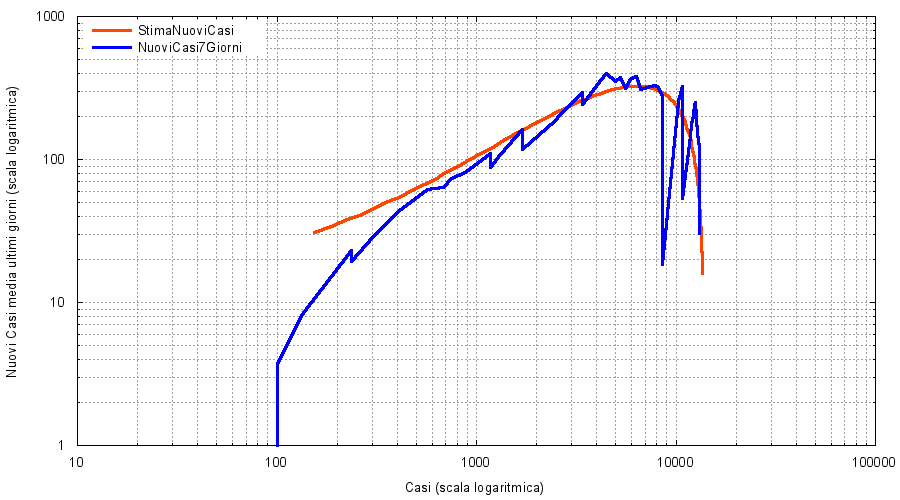 1000
StimaNuoviCasi
NuoviCasi7Giorni
100
10
1
Nuovi Casi media ultimi giorni (scala logaritmica)
10 100 1000 10000 100000
Casi (scala logaritmica)